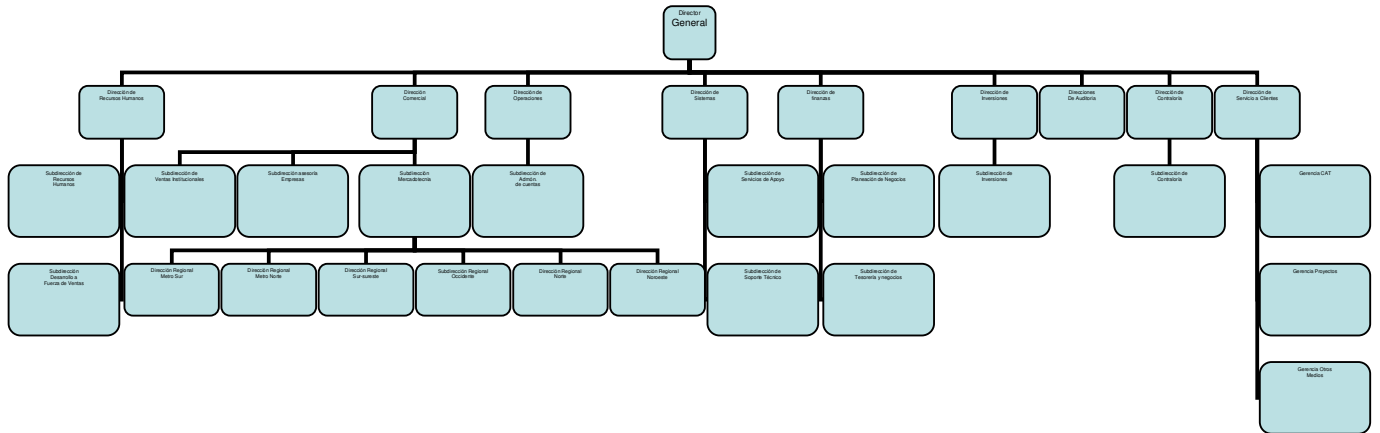 Director
General
Dirección de
Recursos Humanos
Dirección
Comercial
Dirección de
Operaciones
Dirección de
Sistemas
Dirección de
finanzas
Dirección de
Inversiones
Direcciones
De Auditoría
Dirección de
Contraloría
Dirección de
Servicio a Clientes
Subdirección de
Recursos
Humanos
Subdirección de
Ventas Institucionales
Subdirección asesoría
Empresas
Subdirección
Mercadotecnia
Subdirección de
Admón.
de cuentas
Subdirección de
Servicios de Apoyo
Subdirección de
Planeación de Negocios
Subdirección de
Inversiones
Subdirección de
Contraloría
Gerencia CAT
Subdirección
Desarrollo a
Fuerza de Ventas
Dirección Regional
Metro Sur
Dirección Regional
Metro Norte
Dirección Regional
Sur-sureste
Subdirección Regional
Occidente
Dirección Regional
Norte
Dirección Regional
Noroeste
Subdirección de
Soporte Técnico
Subdirección de
Tesorería y negocios
Gerencia Proyectos
Gerencia Otros
Medios